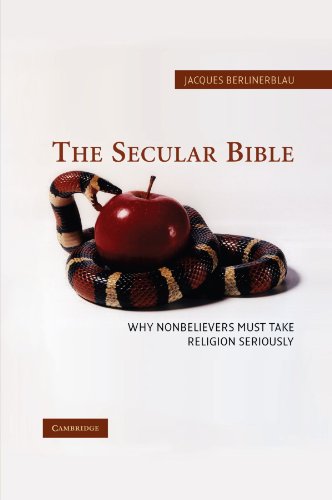 JACQUES BERLINERBLAU
THE SECULAR BIBLE
WHY NONBELIEVERS MUST TAKE
RELIGION SERIOUSLY
CAMBRIDGE